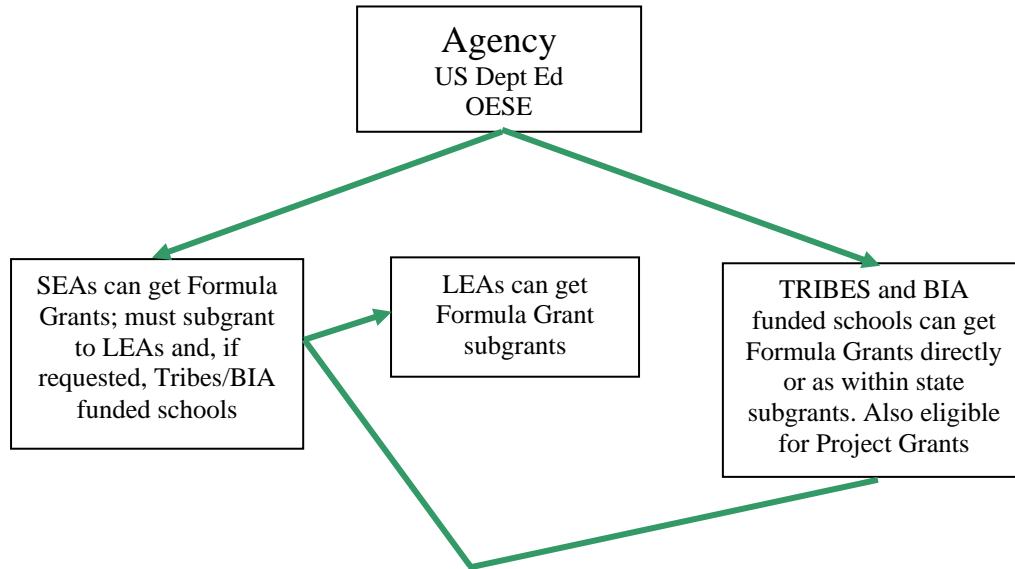 Agency
US Dept Ed
OESE
SEAs can get Formula
Grants; must subgrant
to LEAs and, if
requested, Tribes/BIA
funded schools
LEAs can get
Formula Grant
subgrants
TRIBES and BIA
funded schools can get
Formula Grants directly
or as within state
subgrants. Also eligible
for Project Grants